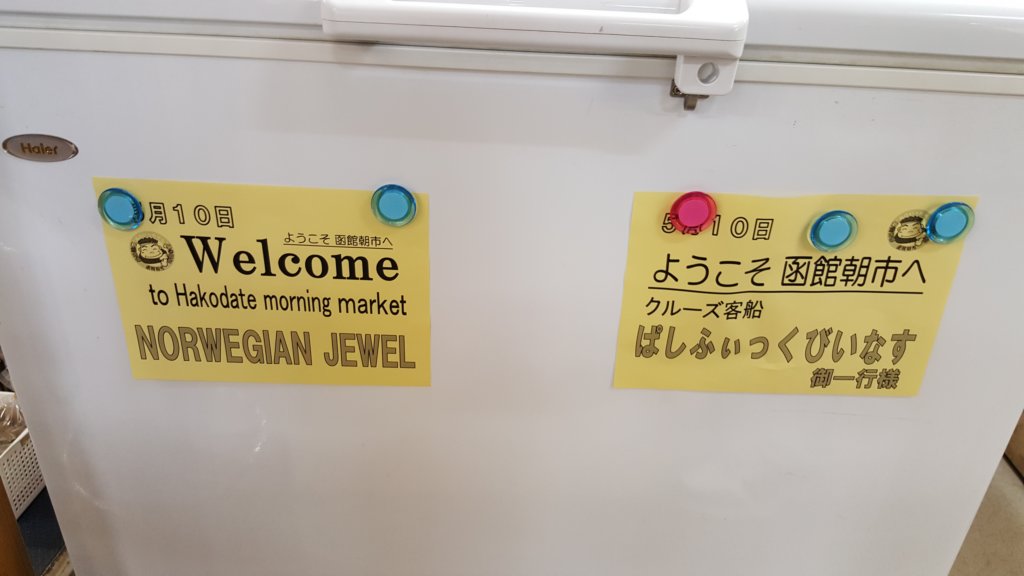 Haier
月10日
ようこそ 函館朝市へ
Welcome
to Hakodate morning market
NORWEGIAN JEWEL
5月10日
ようこそ 函館朝市へ
クルーズ客船
ぱしふぃっくびいなす
御一行様